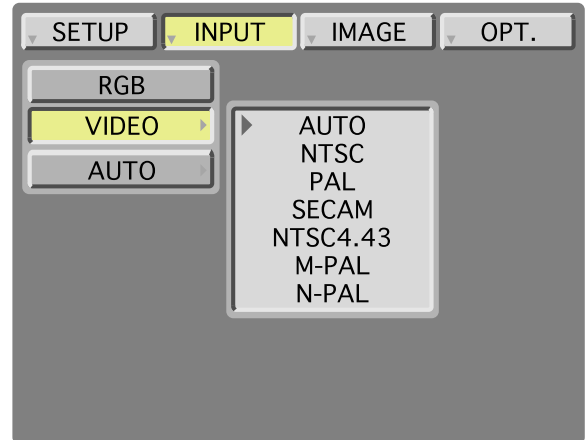 SETUP INPUT IMAGE OPT.
RGB
VIDEO
AUTO
AUTO
NTSC
PAL
SECAM
NTSC4.43
M-PAL
N-PAL